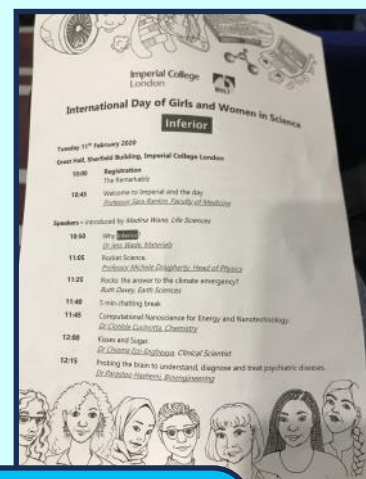 Imperial College
London
International Day of Girls and Women in Science
Inferior
Tuesday 11th February 2020
Great Hall, Sherfield Building, Imperial College London
10:00 Registration
The Remarkable
10:45 Welcome to Imperial and the day
Professor Sara Rankin, Faculty of Medicine
Speakers – introduced by Madina Wane, Life Sciences
10:50 Why Inferior?
Dr Jess Wade, Materials
11:05 Rocket Science.
Professor Michele Dougherty, Head of Physics
11:25 Rocks: the answer to the climate emergency?
Ruth Davey, Earth Sciences
11:40 5 min chatting break
11:45 Computational Nanoscience for Energy and Nanotechnology.
Dr Clotilde Cucinotta, Chemistry
12:00 Kisses and Sugar.
Dr Chioma Izzi-Engbeaya, Clinical Scientist
12:15 Probing the brain to understand, diagnose and treat psychiatric diseases.
Dr Parastoo Hashemi, Bioengineering